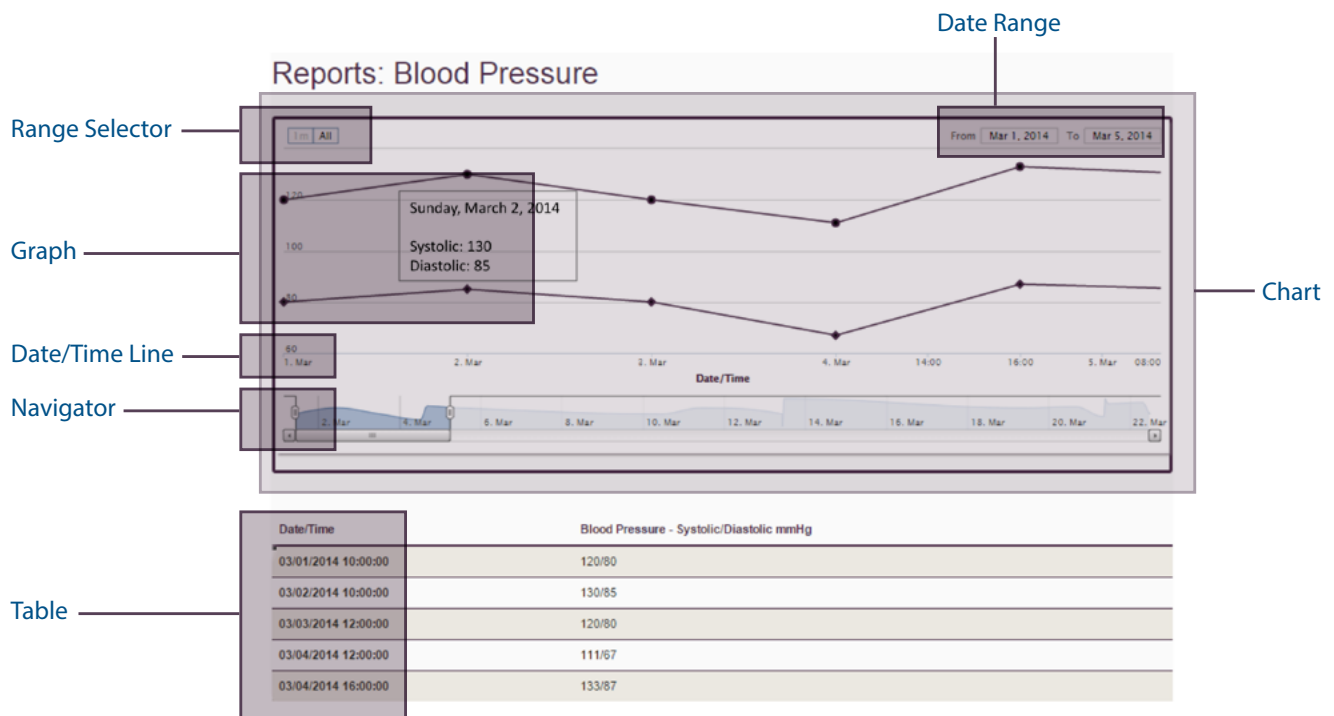 Date Range
Reports: Blood Pressure
Range Selector
1m All
From Mar 1, 2014 To Mar 5, 2014
120
Sunday, March 2, 2014
Graph
100
Systolic: 130
Diastolic: 85
80
Chart
60
Date/Time Line
1. Mar 2. Mar 3. Mar 4. Mar 14:00 16:00 5. Mar 08:00
Date/Time
Navigator
2. Mar 4. Mar 6. Mar 8. Mar 10. Mar 12. Mar 14. Mar 16. Mar 18. Mar 20. Mar 22. Mar
Date/Time Blood Pressure - Systolic/Diastolic mmHg
03/01/2014 10:00:00 120/80
03/02/2014 10:00:00 130/85
Table
03/03/2014 12:00:00 120/80
03/04/2014 12:00:00 111/67
03/04/2014 16:00:00 133/87